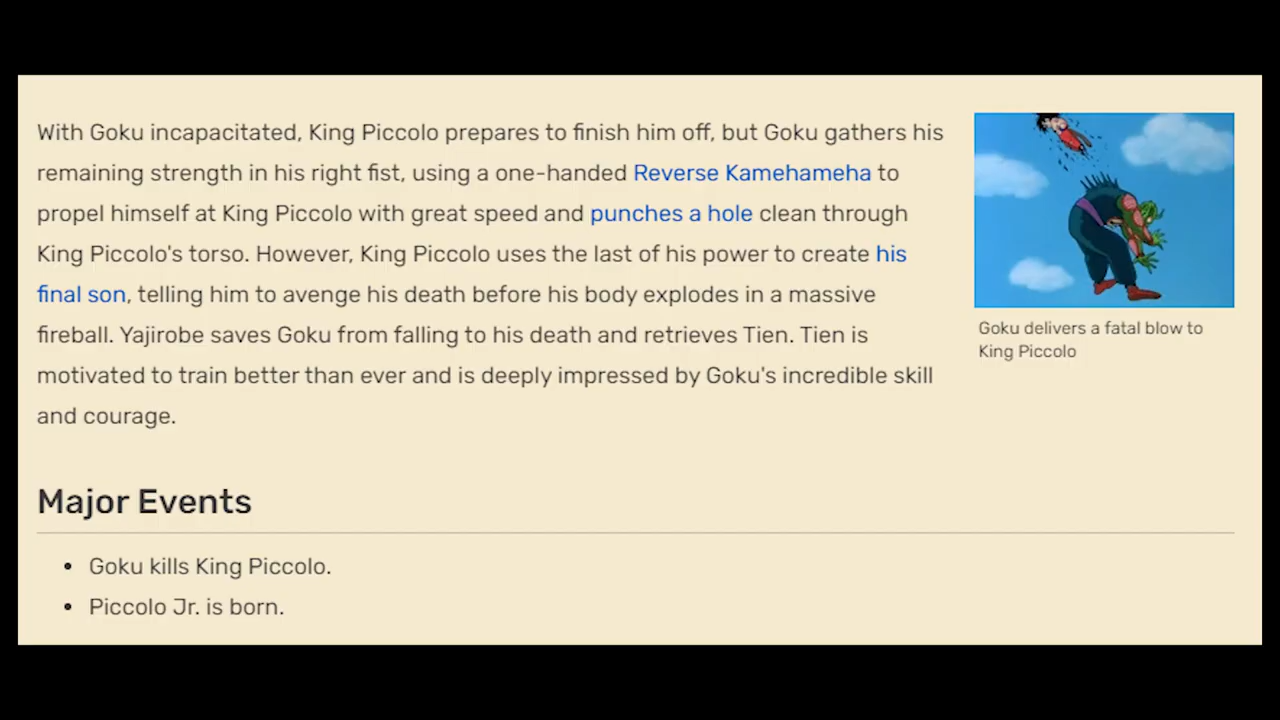 With Goku incapacitated, King Piccolo prepares to finish him off, but Goku gathers his
remaining strength in his right fist, using a one-handed Reverse Kamehameha to
propel himself at King Piccolo with great speed and punches a hole clean through
King Piccolo's torso. However, King Piccolo uses the last of his power to create his
final son, telling him to avenge his death before his body explodes in a massive
fireball. Yajirobe saves Goku from falling to his death and retrieves Tien. Tien is
motivated to train better than ever and is deeply impressed by Goku's incredible skill
and courage.
Goku delivers a fatal blow to
King Piccolo
Major Events
• Goku kills King Piccolo.
• Piccolo Jr. is born.